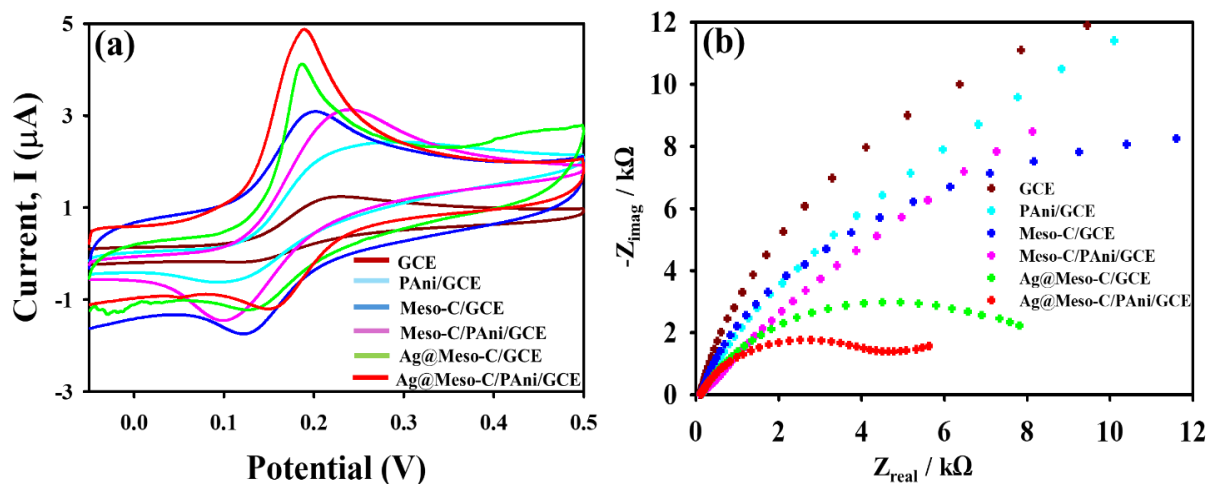 (a)
Current, I (µA)
5
3
1
-1
-3
0.0
0.1
0.2
0.3
0.4
0.5
Potential (V)
GCE
PAni/GCE
Meso-C/GCE
Meso-C/PAni/GCE
Ag@Meso-C/GCE
Ag@Meso-C/PAni/GCE
(b)
-Zimag / kΩ
12
10
8
6
4
2
0
0
2
4
6
8
10
12
Zreal / kΩ
GCE
PAni/GCE
Meso-C/GCE
Meso-C/PAni/GCE
Ag@Meso-C/GCE
Ag@Meso-C/PAni/GCE